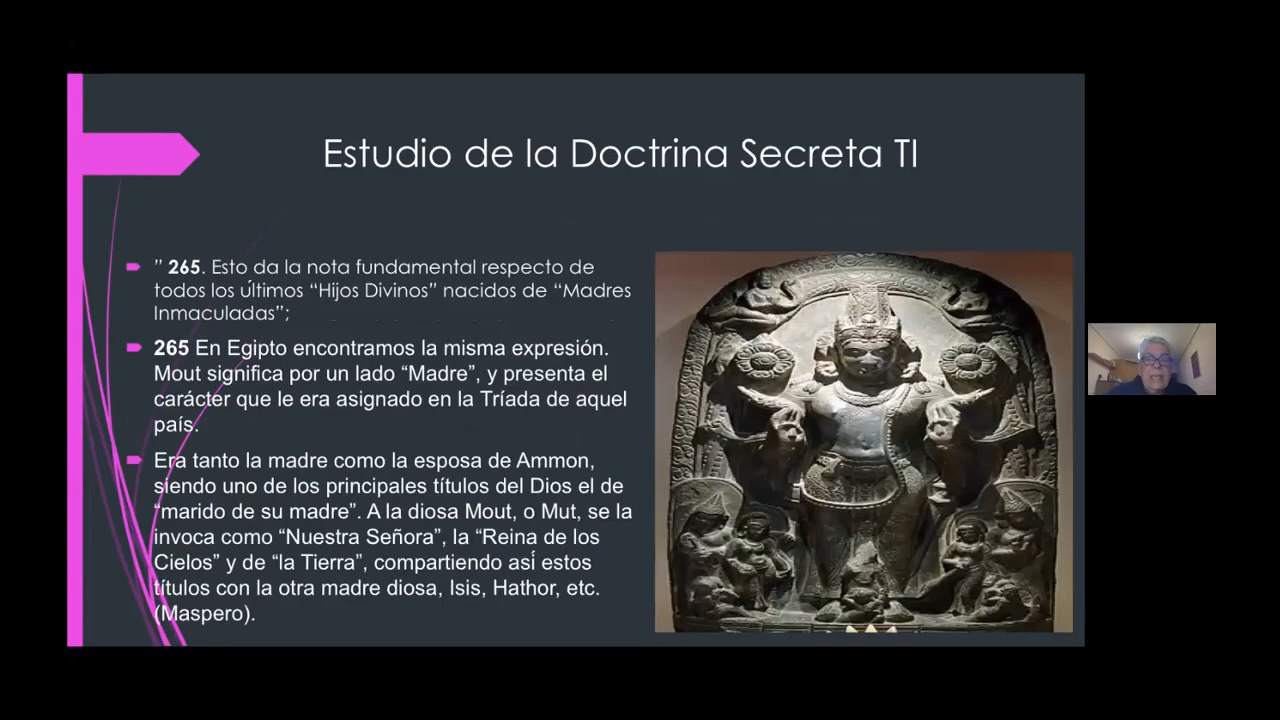 Estudio de la Doctrina Secreta TI
” 265. Esto da la nota fundamental respecto de
todos los últimos “Hijos Divinos” nacidos de “Madres
Inmaculadas”;
265 En Egipto encontramos la misma expresión.
Mout significa por un lado “Madre”, y presenta el
carácter que le era asignado en la Tríada de aquel
país.
Era tanto la madre como la esposa de Ammon,
siendo uno de los principales títulos del Dios el de
“marido de su madre”. A la diosa Mout, o Mut, se la
invoca como “Nuestra Señora”, la “Reina de los
Cielos” y de “la Tierra”, compartiendo así estos
títulos con la otra madre diosa, Isis, Hathor, etc.
(Maspero).